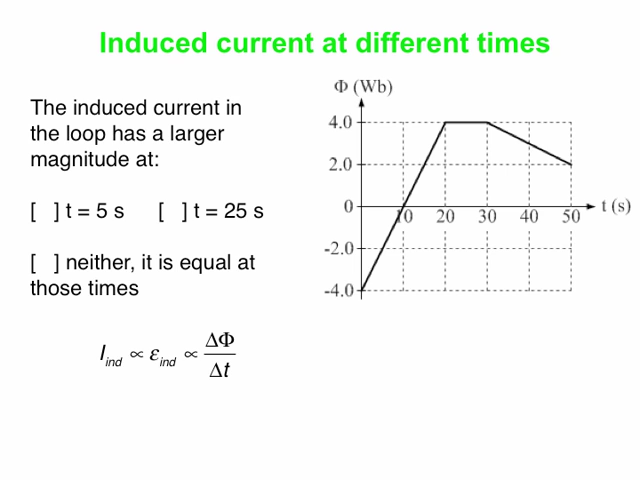 Induced current at different times
The induced current in
the loop has a larger
magnitude at:
[ ] t = 5 s [ ] t = 25 s
[ ] neither, it is equal at
those times
I_ind ∝ ε_ind ∝ ΔΦ/Δt
Φ (Wb)
4.0
2.0
0
-2.0
-4.0
10 20 30 40 50 t (s)